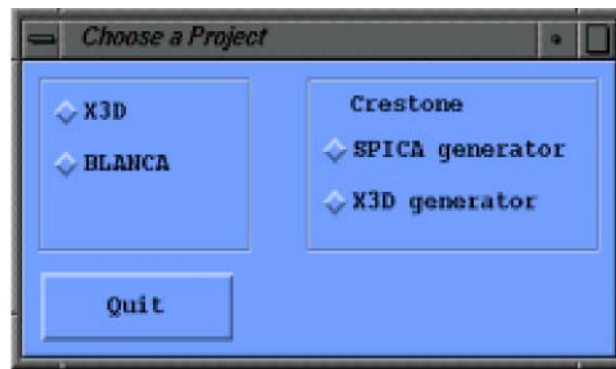 Choose a Project
X3D
BLANCA
Crestone
SPICA generator
X3D generator
Quit